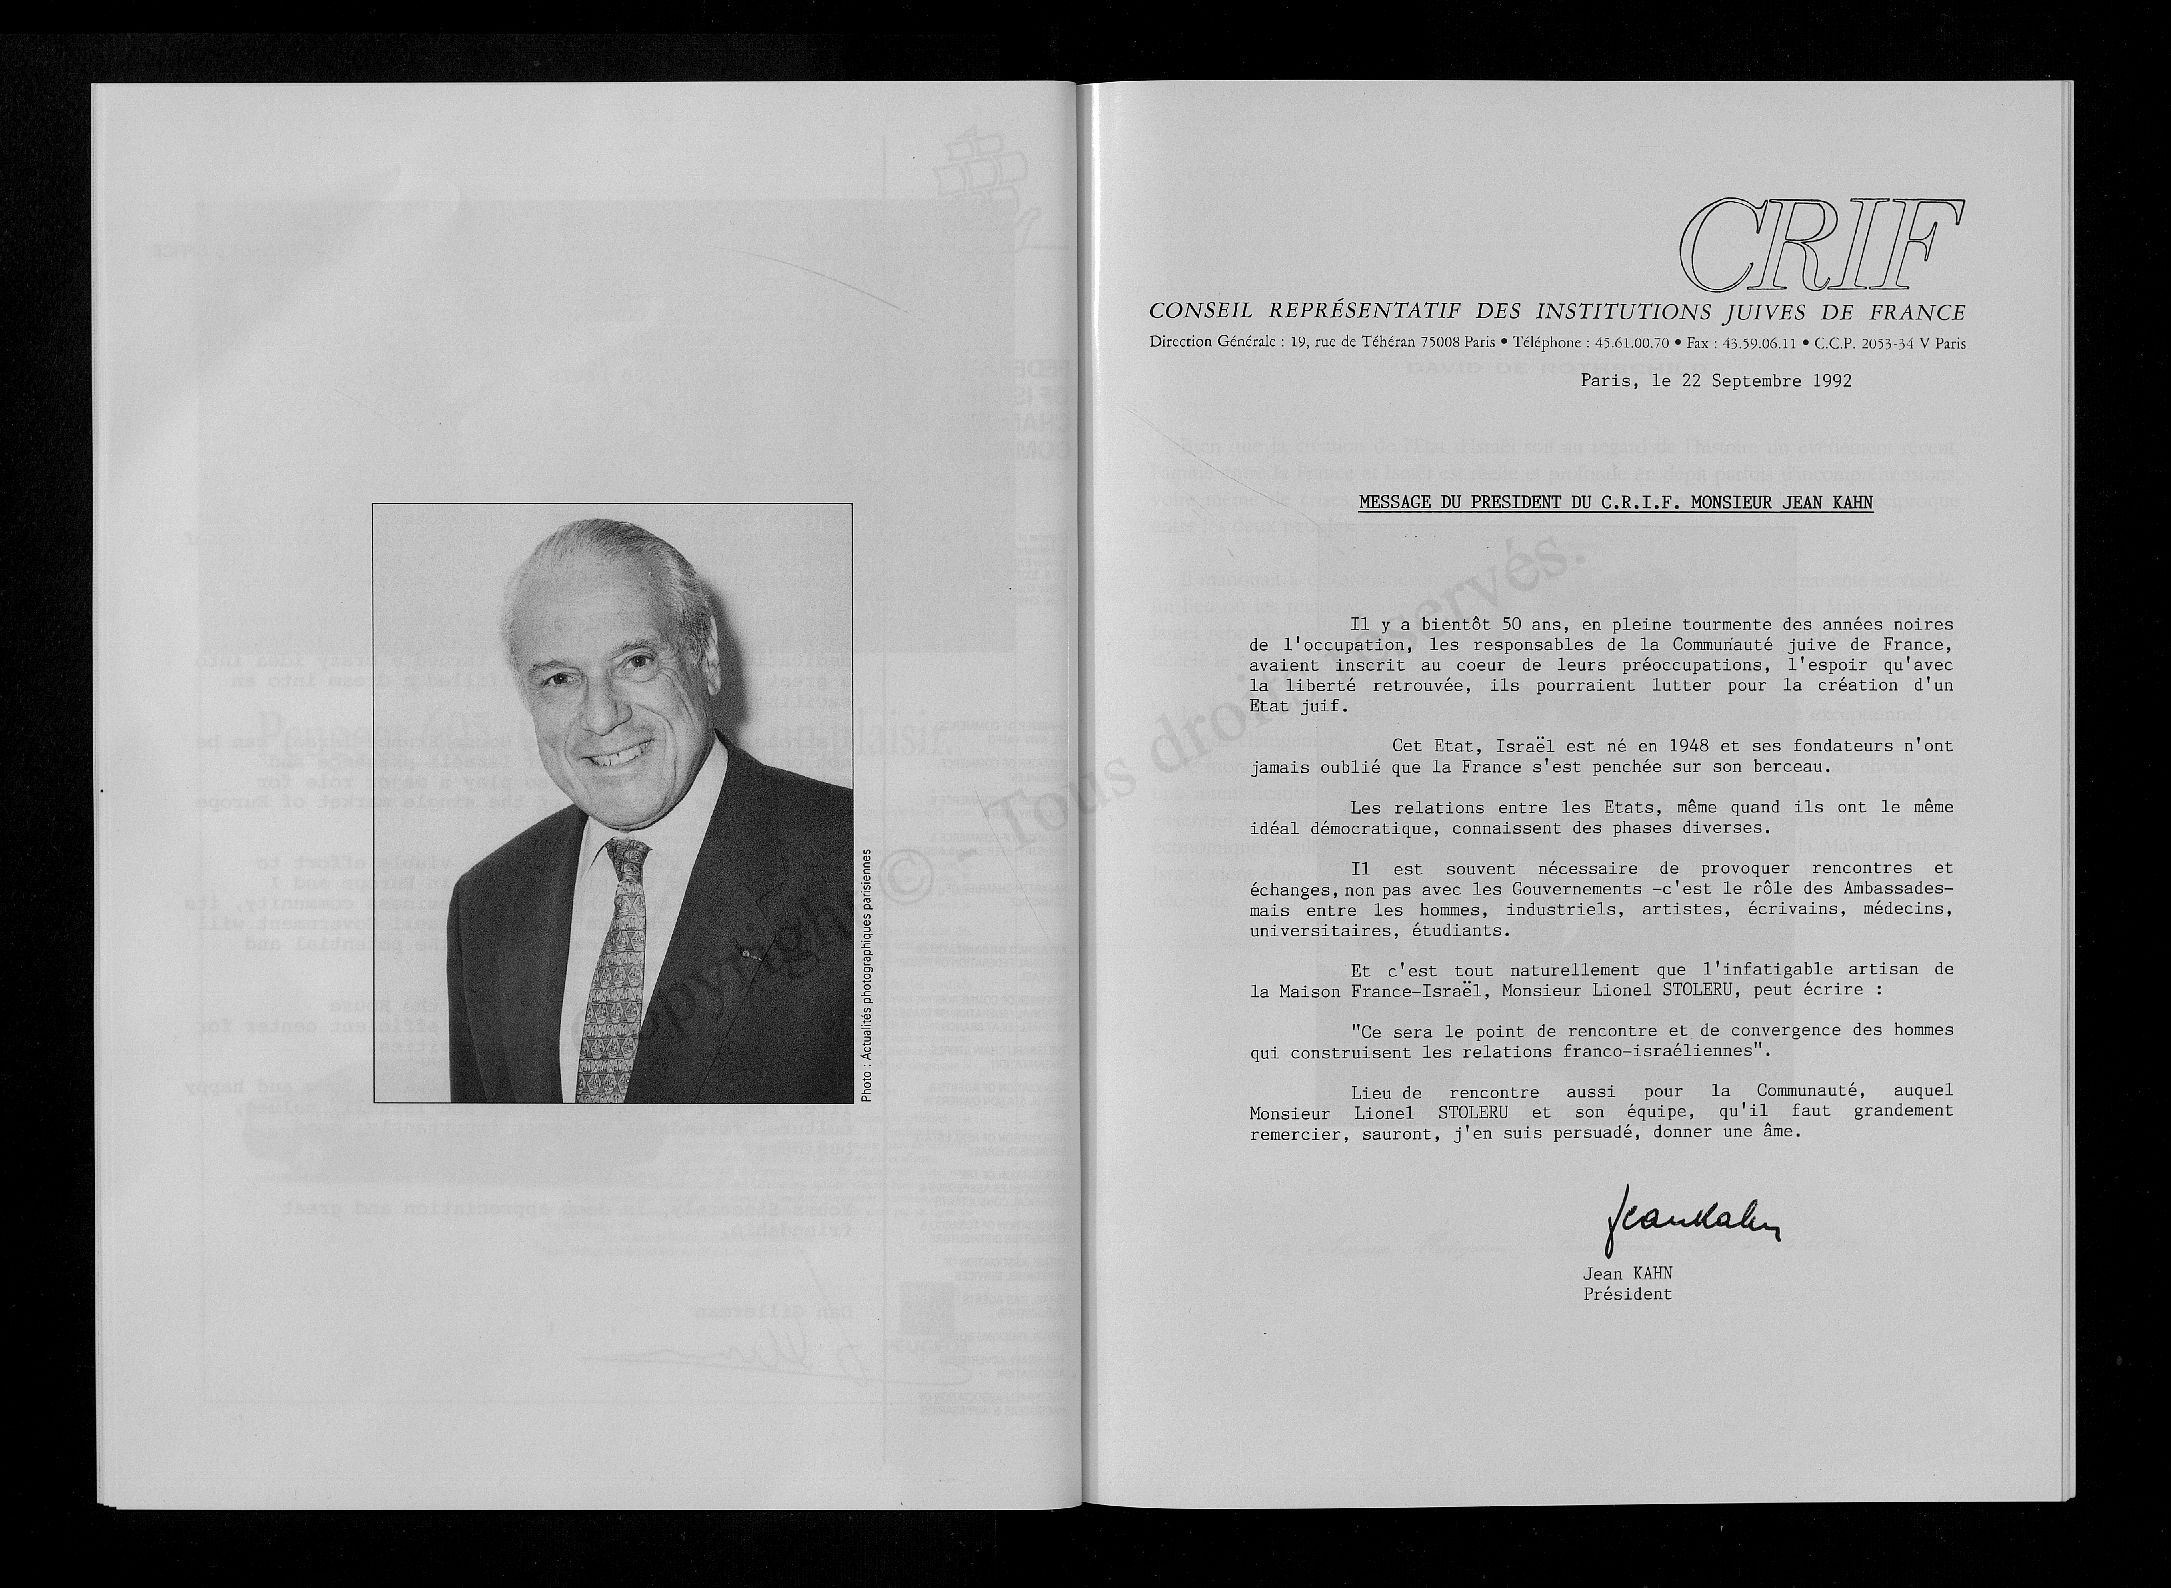 Photo : Actualités photographiques parisiennes
CRIF
CONSEIL REPRÉSENTATIF DES INSTITUTIONS JUIVES DE FRANCE
Direction Générale : 19, rue de Téhéran 75008 Paris • Téléphone : 45.61.00.70 • Fax : 43.59.06.11 • C.C.P. 2053-34 V Paris
Paris, le 22 Septembre 1992
MESSAGE DU PRESIDENT DU C.R.I.F. MONSIEUR JEAN KAHN
Il y a bientôt 50 ans, en pleine tourmente des années noires
de l'occupation, les responsables de la Communauté juive de France,
avaient inscrit au coeur de leurs préoccupations, l'espoir qu'avec
la liberté retrouvée, ils pourraient lutter pour la création d'un
Etat juif.
Cet Etat, Israël est né en 1948 et ses fondateurs n'ont
jamais oublié que la France s'est penchée sur son berceau.
Les relations entre les Etats, même quand ils ont le même
idéal démocratique, connaissent des phases diverses.
Il est souvent nécessaire de provoquer rencontres et
échanges, non pas avec les Gouvernements -c'est le rôle des Ambassades-
mais entre les hommes, industriels, artistes, écrivains, médecins,
universitaires, étudiants.
Et c'est tout naturellement que l'infatigable artisan de
la Maison France-Israël, Monsieur Lionel STOLERU, peut écrire :
"Ce sera le point de rencontre et de convergence des hommes
qui construisent les relations franco-israéliennes".
Lieu de rencontre aussi pour la Communauté, auquel
Monsieur Lionel STOLERU et son équipe, qu'il faut grandement
remercier, sauront, j'en suis persuadé, donner une âme.
Jean Kahn
Jean KAHN
Président
Copyright © - Tous droits réservés.